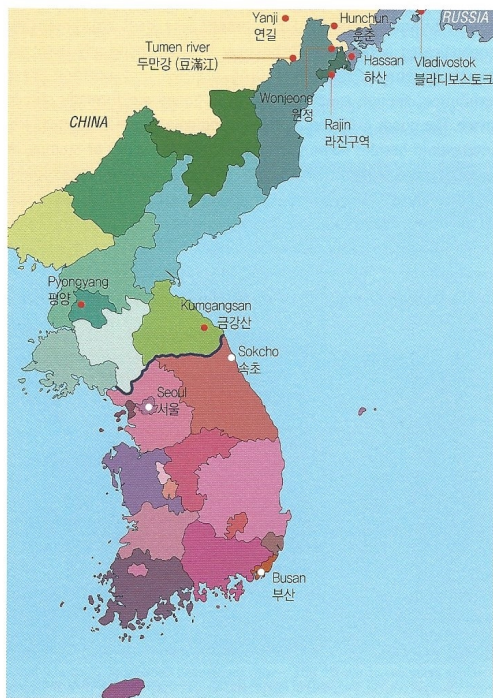 RUSSIA
Yanji
연길
Hunchun
훈춘
Tumen river
두만강 (豆滿江)
Hassan
하산
Vladivostok
블라디보스토크
Wonjeong
원정
Rajin
라진구역
CHINA
Pyongyang
평양
Kumgangsan
금강산
Sokcho
속초
Seoul
서울
Busan
부산